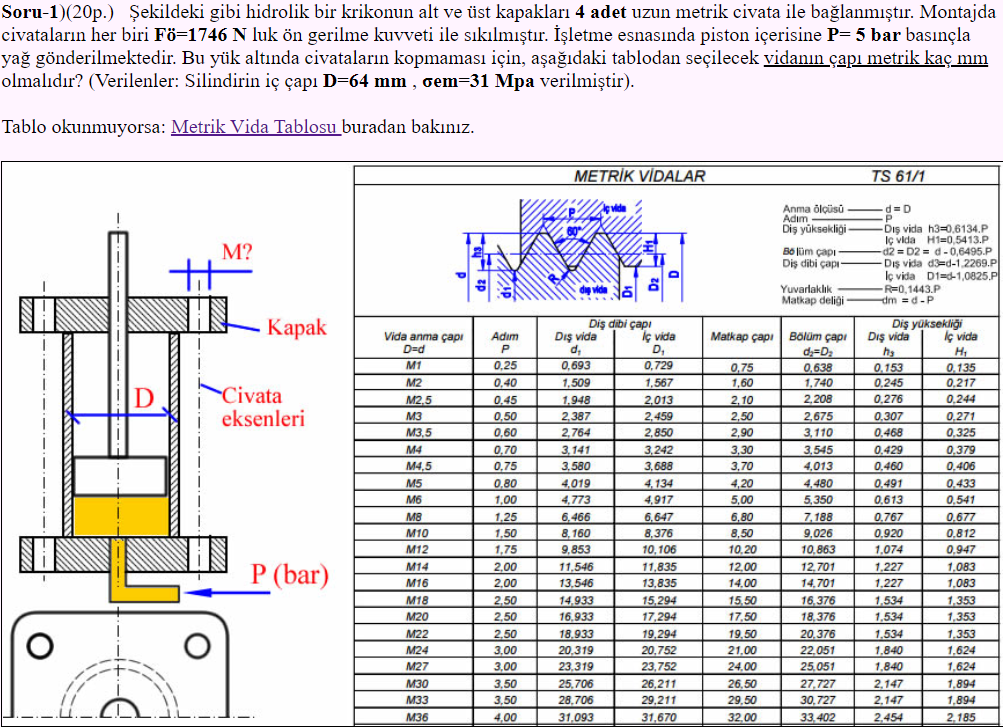 Soru-1)(20p.) Şekildeki gibi hidrolik bir krikonun alt ve üst kapakları 4 adet uzun metrik civata ile bağlanmıştır. Montajda
civataların her biri Fö=1746 N luk ön gerilme kuvveti ile sıkılmıştır. İşletme esnasında piston içerisine P= 5 bar basınçla
yağ gönderilmektedir. Bu yük altında civataların kopmaması için, aşağıdaki tablodan seçilecek vidanın çapı metrik kaç mm
olmalıdır? (Verilenler: Silindirin iç çapı D=64 mm , σem=31 Mpa verilmiştir).
Tablo okunmuyorsa: Metrik Vida Tablosu buradan bakınız.
M?
Kapak
D
Civata
eksenleri
P (bar)
METRİK VİDALAR TS 61/1
P
iç vida
60°
h3
H1
d
d2
d1
R
dış vida
D1
D2
D
Anma ölçüsü d = D
Adım P
Diş yüksekliği Dış vida h3=0,6134.P
İç vida H1=0,5413.P
Bölüm çapı d2 = D2 = d - 0,6495.P
Diş dibi çapı Dış vida d3=d-1,2269.P
İç vida D1=d-1,0825.P
Yuvarlaklık R=0,1443.P
Matkap deliği dm = d - P
Diş dibi çapı Diş yüksekliği
Vida anma çapı Adım Dış vida İç vida Matkap çapı Bölüm çapı Dış vida İç vida
D=d P d₁ D₁ d₂=D₂ h₃ H₁
M1 0,25 0,693 0,729 0,75 0,638 0,153 0,135
M2 0,40 1,509 1,567 1,60 1,740 0,245 0,217
M2,5 0,45 1,948 2,013 2,10 2,208 0,276 0,244
M3 0,50 2,387 2,459 2,50 2,675 0,307 0,271
M3,5 0,60 2,764 2,850 2,90 3,110 0,468 0,325
M4 0,70 3,141 3,242 3,30 3,545 0,429 0,379
M4,5 0,75 3,580 3,688 3,70 4,013 0,460 0,406
M5 0,80 4,019 4,134 4,20 4,480 0,491 0,433
M6 1,00 4,773 4,917 5,00 5,350 0,613 0,541
M8 1,25 6,466 6,647 6,80 7,188 0,767 0,677
M10 1,50 8,160 8,376 8,50 9,026 0,920 0,812
M12 1,75 9,853 10,106 10,20 10,863 1,074 0,947
M14 2,00 11,546 11,835 12,00 12,701 1,227 1,083
M16 2,00 13,546 13,835 14,00 14,701 1,227 1,083
M18 2,50 14,933 15,294 15,50 16,376 1,534 1,353
M20 2,50 16,933 17,294 17,50 18,376 1,534 1,353
M22 2,50 18,933 19,294 19,50 20,376 1,534 1,353
M24 3,00 20,319 20,752 21,00 22,051 1,840 1,624
M27 3,00 23,319 23,752 24,00 25,051 1,840 1,624
M30 3,50 25,706 26,211 26,50 27,727 2,147 1,894
M33 3,50 28,706 29,211 29,50 30,727 2,147 1,894
M36 4,00 31,093 31,670 32,00 33,402 2,454 2,185